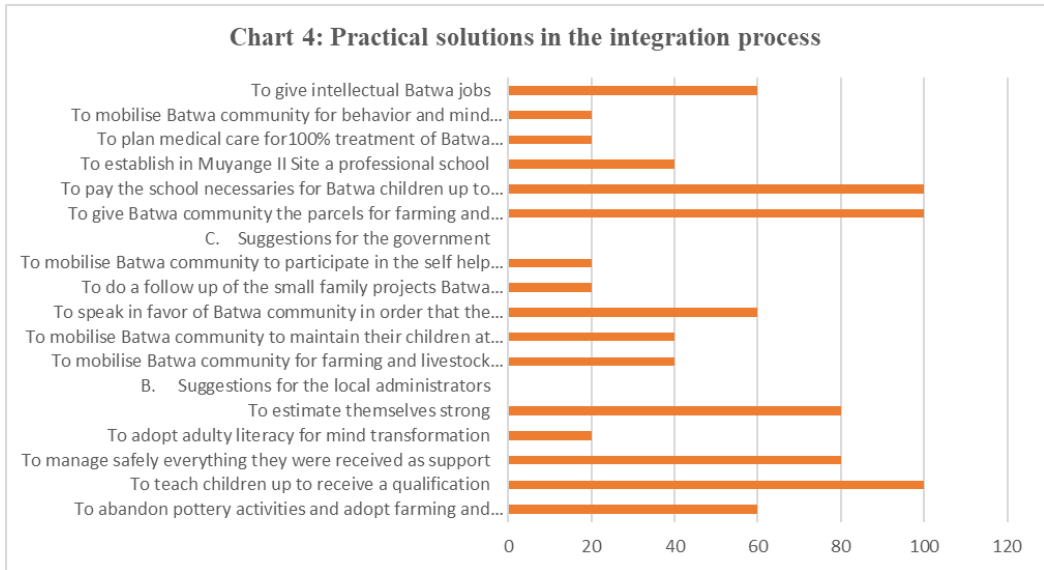 Chart 4: Practical solutions in the integration process
To give intellectual Batwa jobs
To mobilise Batwa community for behavior and mind...
To plan medical care for100% treatment of Batwa...
To establish in Muyange II Site a professional school
To pay the school necessaries for Batwa children up to...
To give Batwa community the parcels for farming and...
C. Suggestions for the government
To mobilise Batwa community to participate in the self help...
To do a follow up of the small family projects Batwa...
To speak in favor of Batwa community in order that the...
To mobilise Batwa community to maintain their children at...
To mobilise Batwa community for farming and livestock...
B. Suggestions for the local administrators
To estimate themselves strong
To adopt adulty literacy for mind transformation
To manage safely everything they were received as support
To teach children up to receive a qualification
To abandon pottery activities and adopt farming and...
0 20 40 60 80 100 120